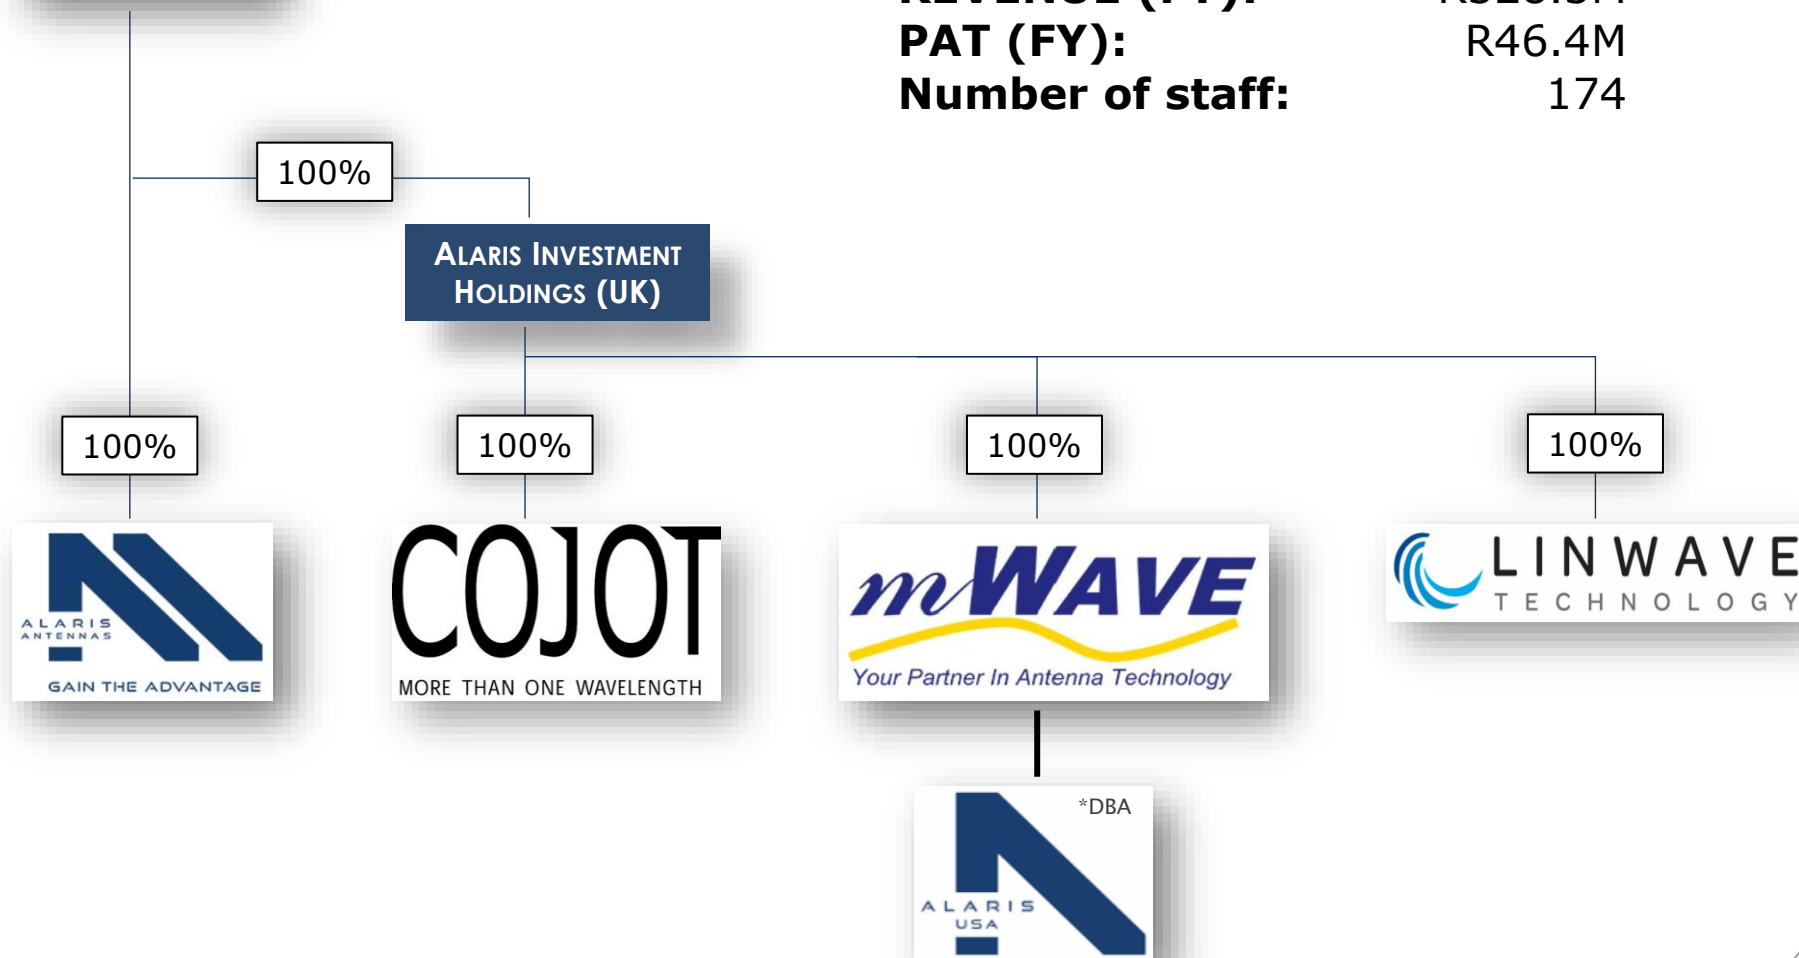 PAT (FY): R46.4M
Number of staff: 174
100%
ALARIS INVESTMENT
HOLDINGS (UK)
100%
100%
100%
100%
ALARIS
ANTENNAS
GAIN THE ADVANTAGE
COJOT
MORE THAN ONE WAVELENGTH
mWAVE
Your Partner In Antenna Technology
LINWAVE
TECHNOLOGY
*DBA
ALARIS
USA